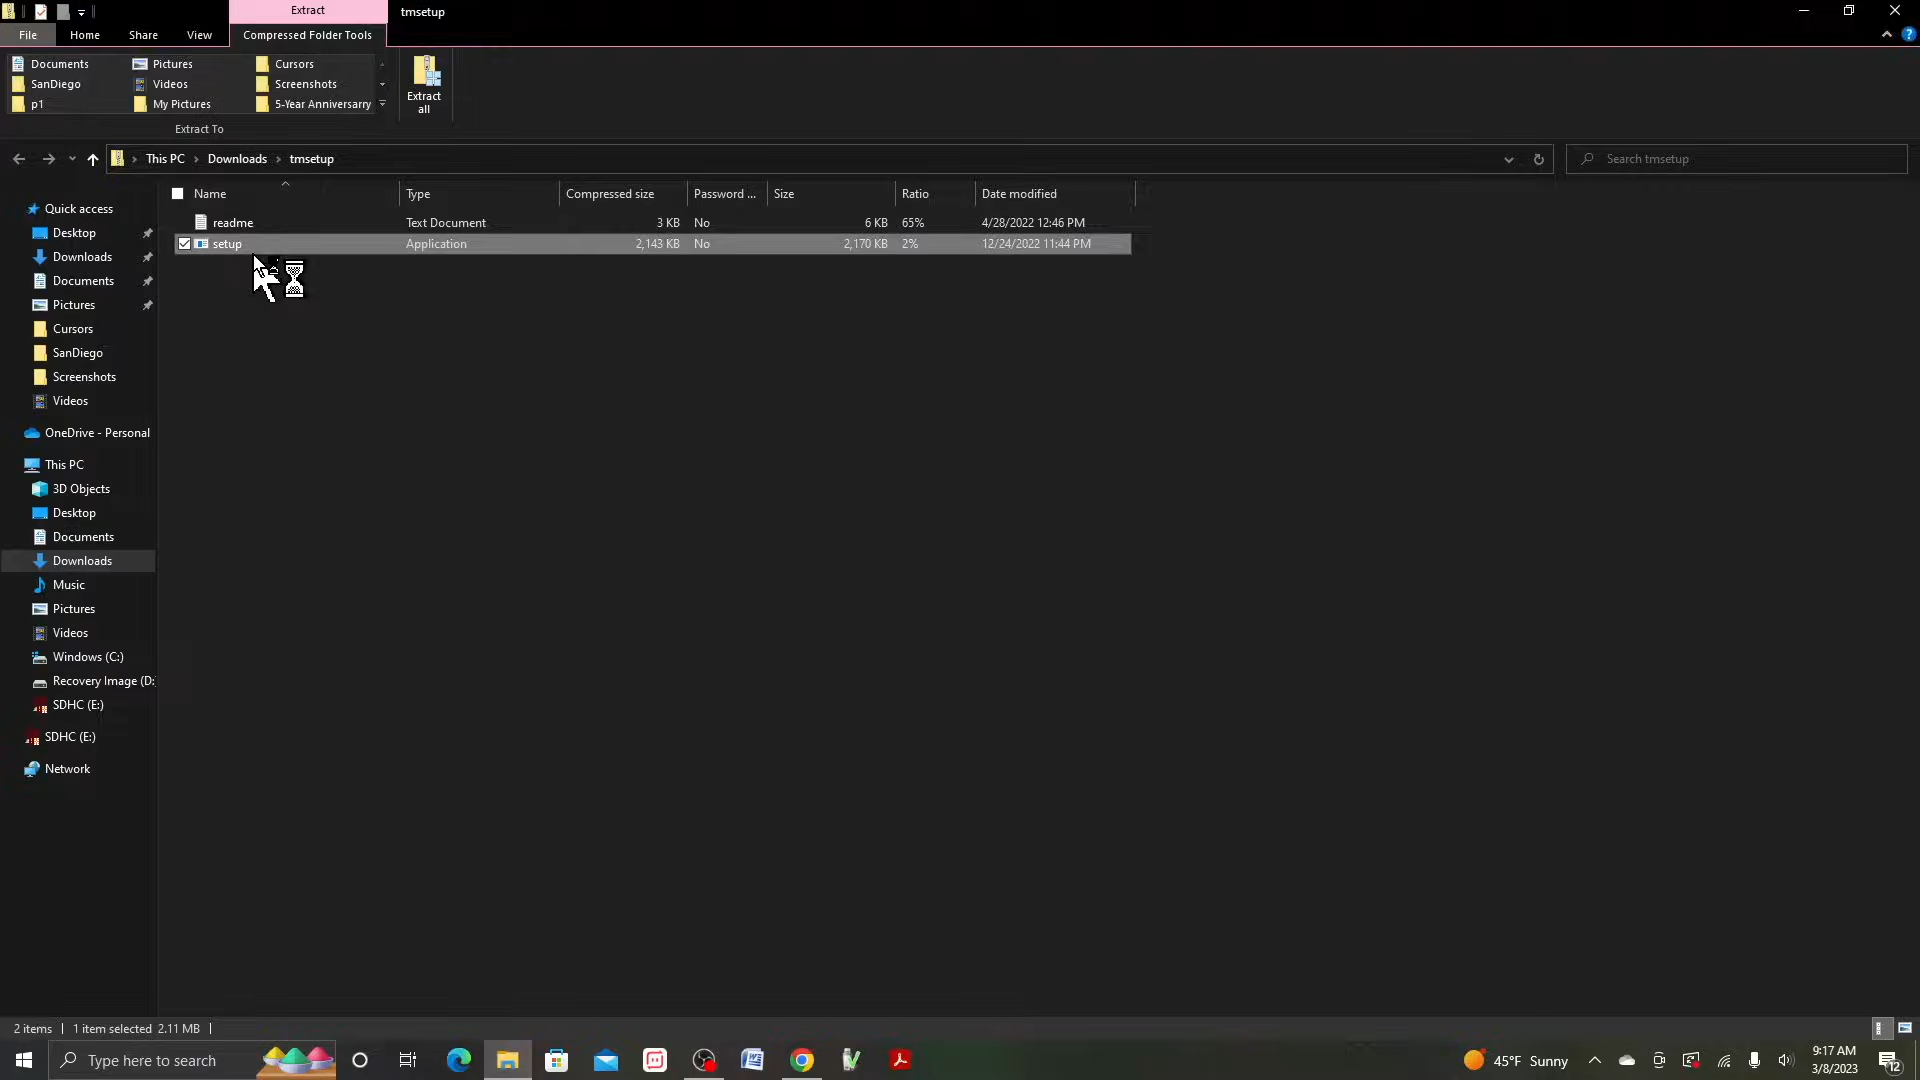 Extract
tmsetup
File
Home
Share
View
Compressed Folder Tools
Documents
Pictures
Cursors
SanDiego
Videos
Screenshots
p1
My Pictures
5-Year Anniversarry
Extract all
Extract To
This PC
Downloads
tmsetup
Search tmsetup
Name
Type
Compressed size
Password ...
Size
Ratio
Date modified
readme
Text Document
3 KB
No
6 KB
65%
4/28/2022 12:46 PM
setup
Application
2,143 KB
No
2,170 KB
2%
12/24/2022 11:44 PM
Quick access
Desktop
Downloads
Documents
Pictures
Cursors
SanDiego
Screenshots
Videos
OneDrive - Personal
This PC
3D Objects
Desktop
Documents
Downloads
Music
Pictures
Videos
Windows (C:)
Recovery Image (D:
SDHC (E:)
SDHC (E:)
Network
2 items
1 item selected 2.11 MB
Type here to search
45°F Sunny
9:17 AM
3/8/2023
12